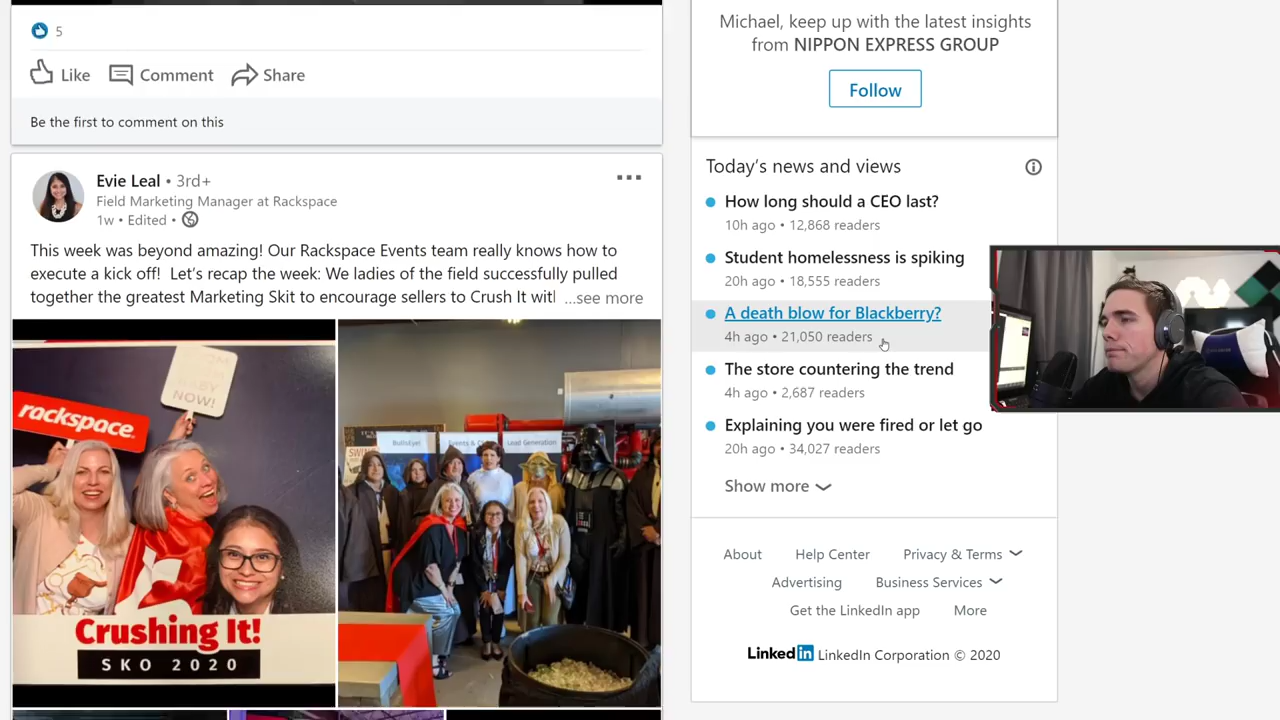 5
Like Comment Share
Be the first to comment on this
Evie Leal • 3rd+
Field Marketing Manager at Rackspace
1w • Edited •
This week was beyond amazing! Our Rackspace Events team really knows how to
execute a kick off! Let's recap the week: We ladies of the field successfully pulled
together the greatest Marketing Skit to encourage sellers to Crush It with ...see more
rackspace
BABY
NOW!
Crushing It!
SKO 2020
Lead Generation
Michael, keep up with the latest insights
from NIPPON EXPRESS GROUP
Follow
Today's news and views
How long should a CEO last?
10h ago • 12,868 readers
Student homelessness is spiking
20h ago • 18,555 readers
A death blow for Blackberry?
4h ago • 21,050 readers
The store countering the trend
4h ago • 2,687 readers
Explaining you were fired or let go
20h ago • 34,027 readers
Show more
About Help Center Privacy & Terms
Advertising Business Services
Get the LinkedIn app More
LinkedIn LinkedIn Corporation © 2020